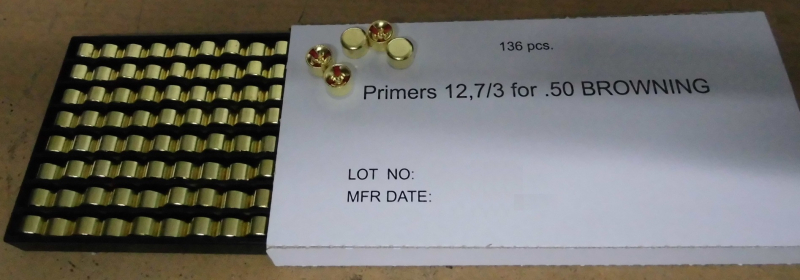 136 pcs.
Primers 12,7/3 for .50 BROWNING
LOT NO:
MFR DATE: